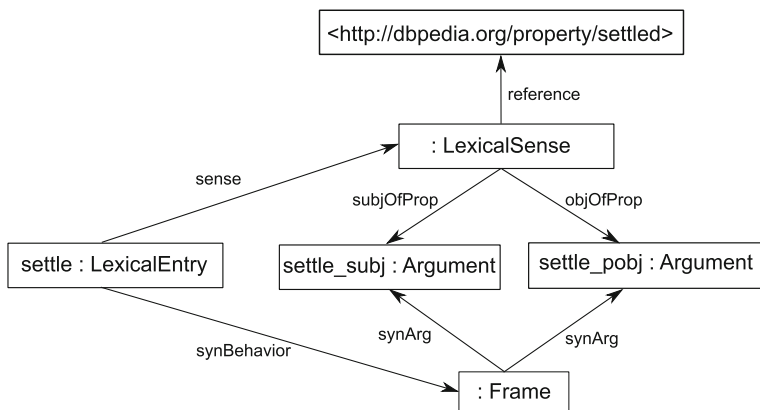 <http://dbpedia.org/property/settled>
reference
: LexicalSense
sense
subjOfProp
objOfProp
settle : LexicalEntry
settle_subj : Argument
settle_pobj : Argument
synBehavior
synArg
synArg
: Frame